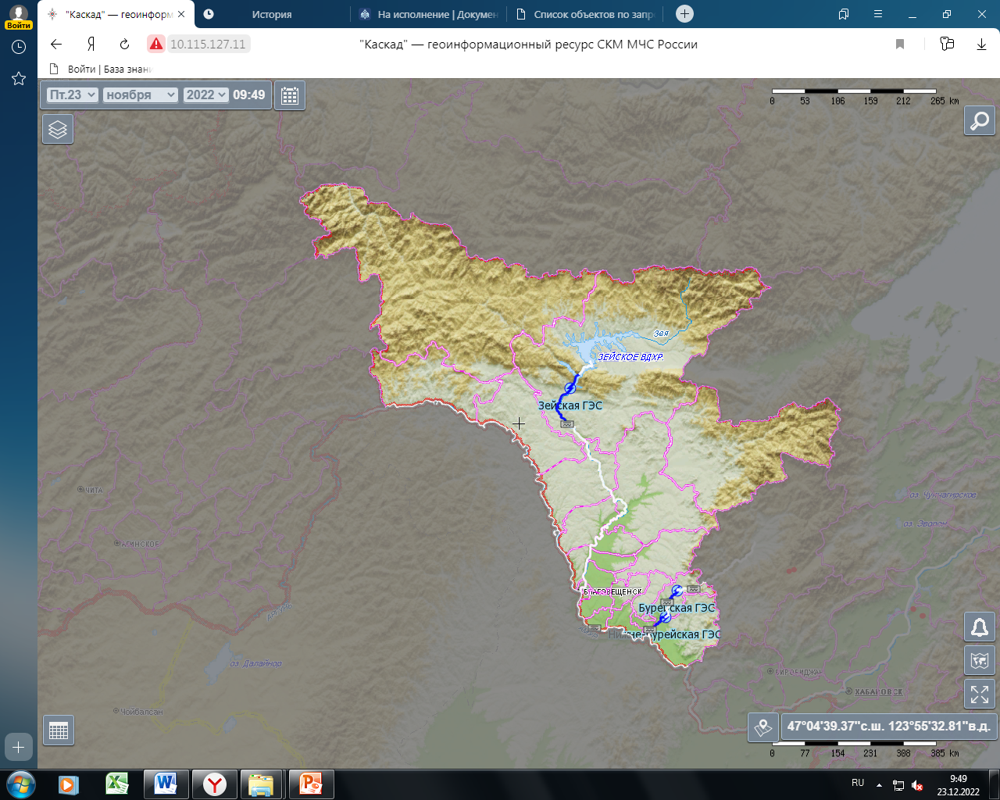 Войти
"Каскад" — геоинформ
История
На исполнение | Докумен
Список объектов по запр
10.115.127.11
"Каскад" — геоинформационный ресурс СКМ МЧС России
Войти | База знани
Пт.23 ноября 2022 09:49
0 53 106 159 212 265 km
Зея
ЗЕЙСКОЕ ВДХР.
Зейская ГЭС
ЧИТА
АГИНСКОЕ
оз. Чукчагирское
оз. Эворон
БЛАГОВЕЩЕНСК
Бурейская ГЭС
Нижне-Бурейская ГЭС
Аргунь
оз. Далайнор
БИРОБИДЖАН
ХАБАРОВСК
Чойбалсан
47°04'39.37"с.ш. 123°55'32.81"в.д.
0 77 154 231 308 385 km
RU
9:49
23.12.2022